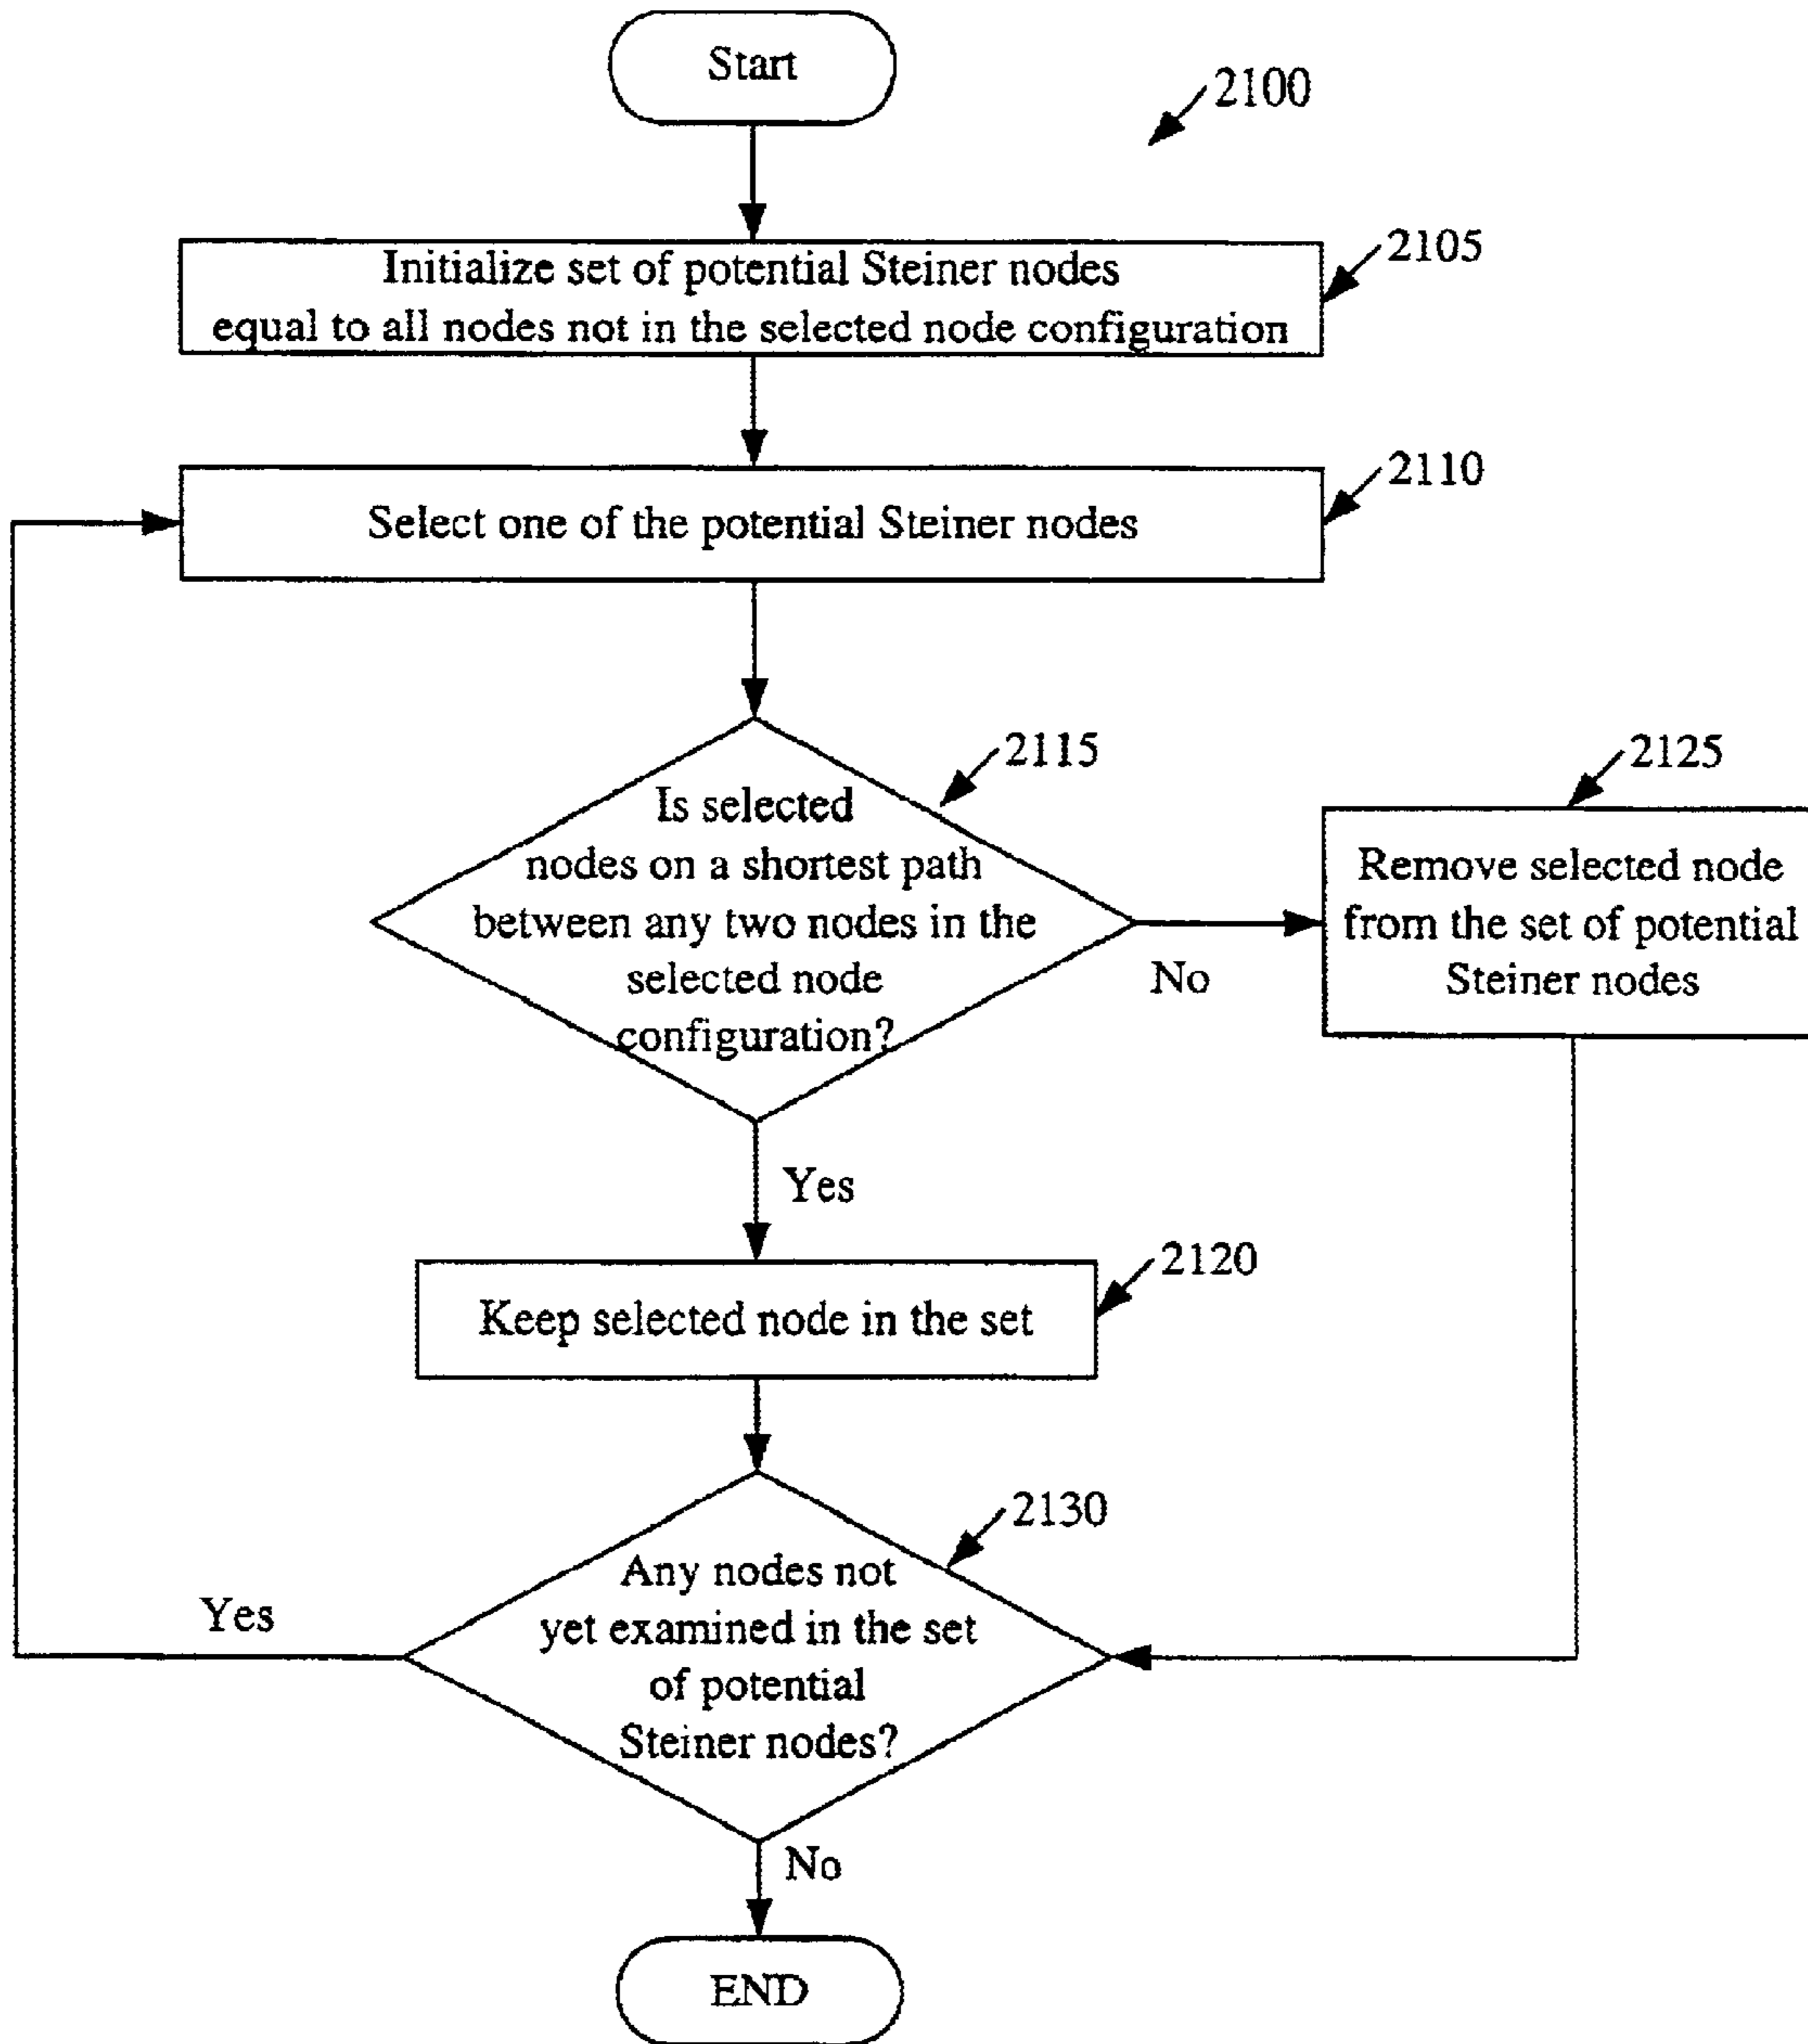 Start
2100
Initialize set of potential Steiner nodes
equal to all nodes not in the selected node configuration
2105
Select one of the potential Steiner nodes
2110
Is selected
nodes on a shortest path
between any two nodes in the
selected node
configuration?
2115
No
2125
Remove selected node
from the set of potential
Steiner nodes
Yes
Keep selected node in the set
2120
Any nodes not
yet examined in the set
of potential
Steiner nodes?
2130
Yes
No
END